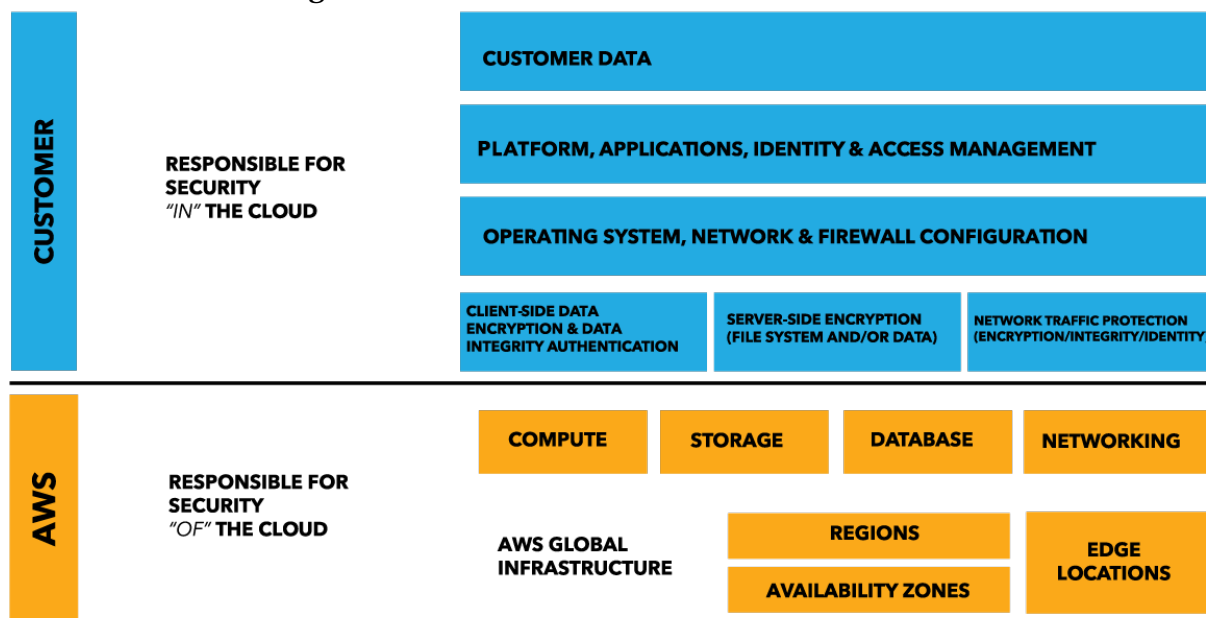 CUSTOMER
RESPONSIBLE FOR
SECURITY
“IN” THE CLOUD
CUSTOMER DATA
PLATFORM, APPLICATIONS, IDENTITY & ACCESS MANAGEMENT
OPERATING SYSTEM, NETWORK & FIREWALL CONFIGURATION
CLIENT-SIDE DATA
ENCRYPTION & DATA
INTEGRITY AUTHENTICATION
SERVER-SIDE ENCRYPTION
(FILE SYSTEM AND/OR DATA)
NETWORK TRAFFIC PROTECTION
(ENCRYPTION/INTEGRITY/IDENTITY)
AWS
RESPONSIBLE FOR
SECURITY
“OF” THE CLOUD
COMPUTE
STORAGE
DATABASE
NETWORKING
AWS GLOBAL
INFRASTRUCTURE
REGIONS
AVAILABILITY ZONES
EDGE
LOCATIONS